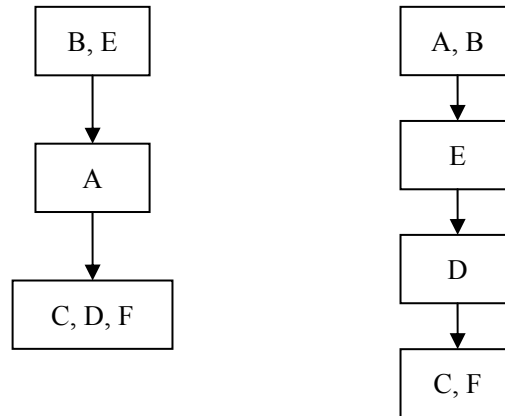 B, E
A
C, D, F
A, B
E
D
C, F